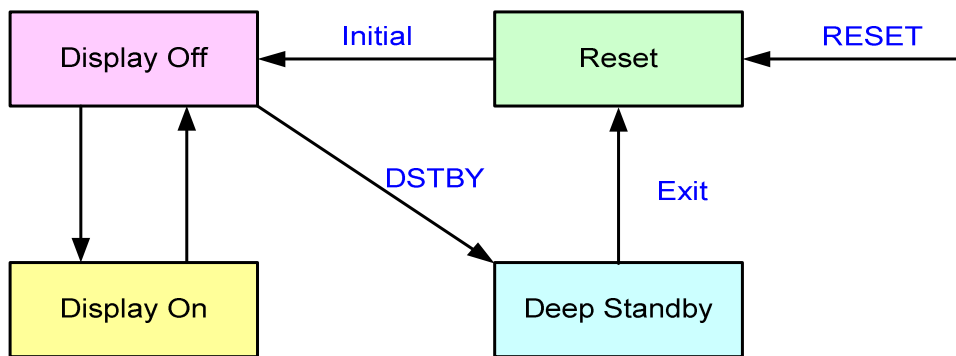 Display Off
Initial
Reset
RESET
DSTBY
Exit
Display On
Deep Standby